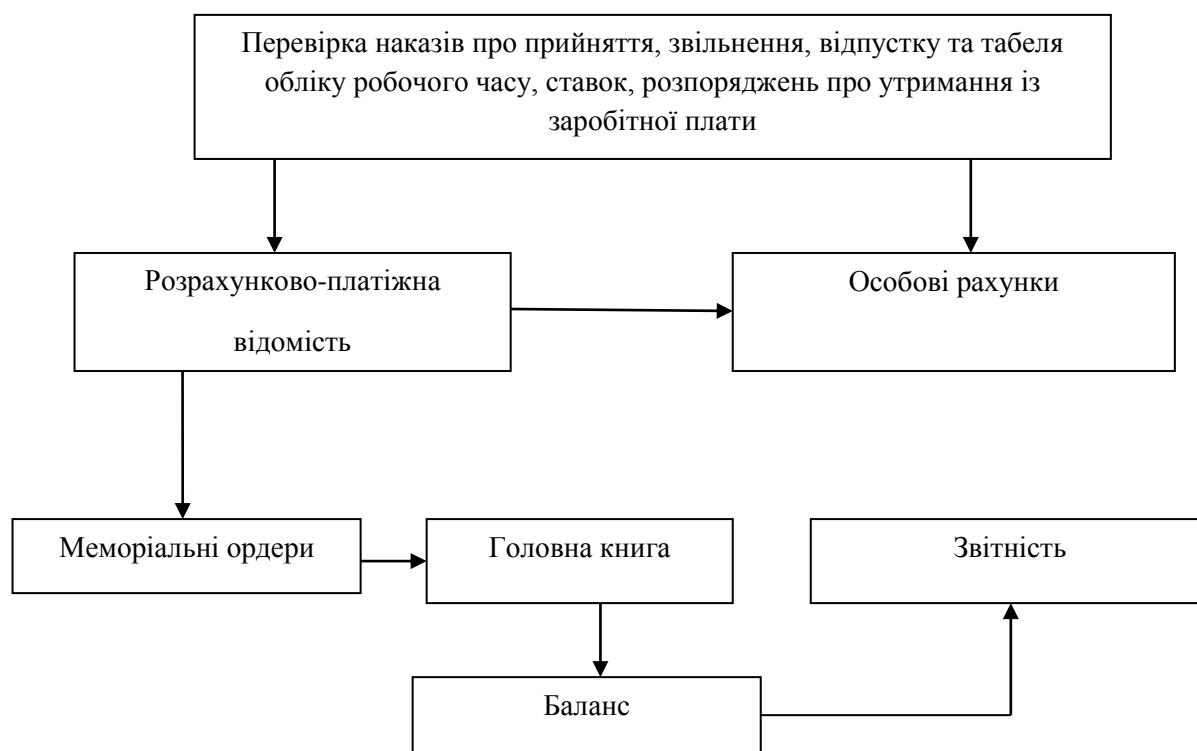 Перевірка наказів про прийняття, звільнення, відпустку та табеля
обліку робочого часу, ставок, розпоряджень про утримання із
заробітної плати
Розрахунково-платіжна
відомість
Особові рахунки
Меморіальні ордери
Головна книга
Звітність
Баланс